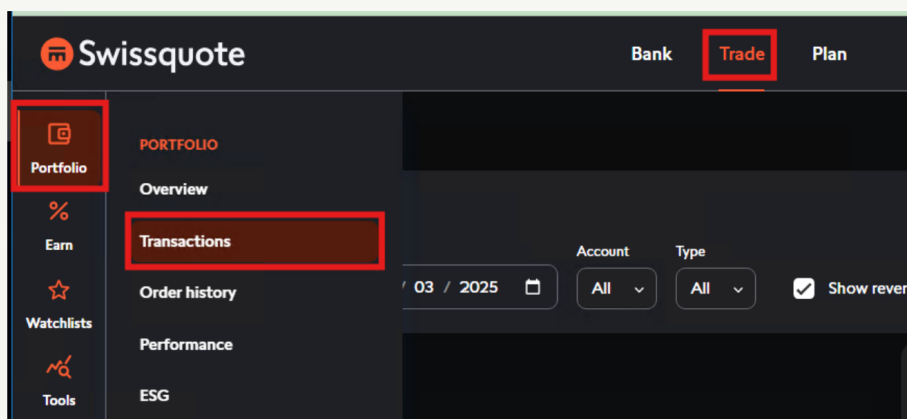 Swissquote
Bank Trade Plan
Portfolio
Earn
Watchlists
Tools
PORTFOLIO
Overview
Transactions
Order history
Performance
ESG
Account
Type
/ 03 / 2025
All
All
Show rever